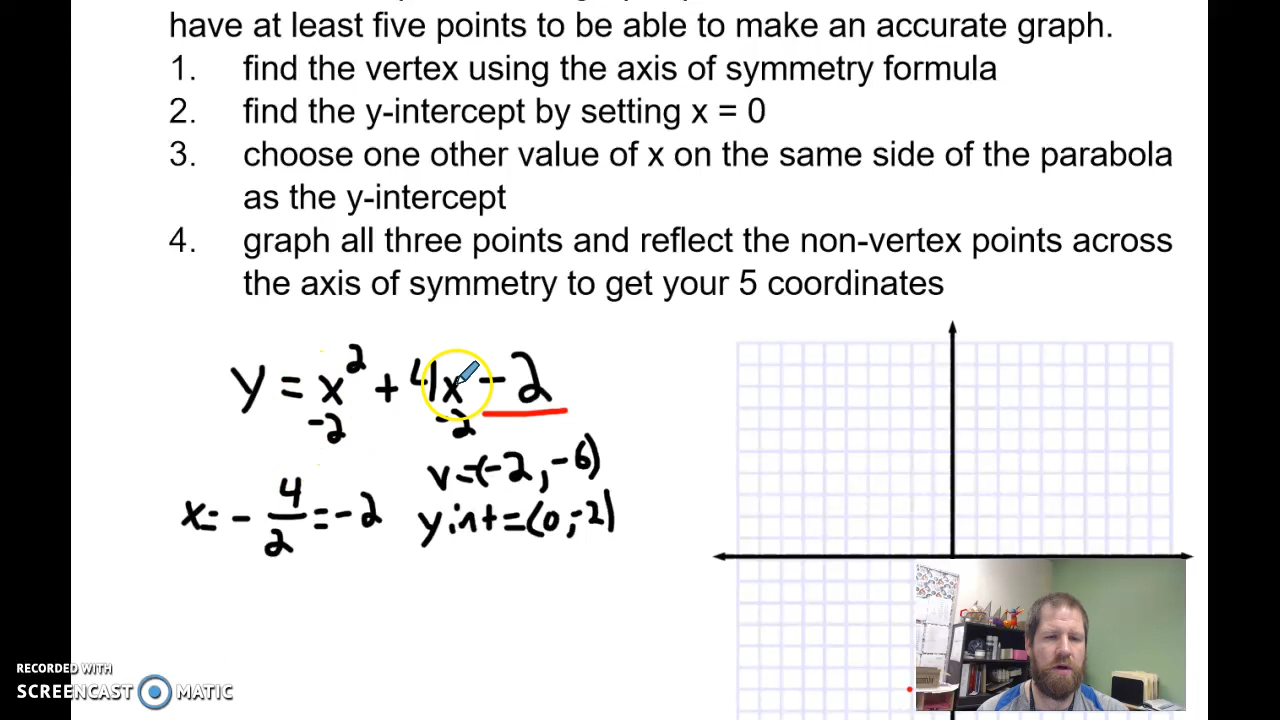 have at least five points to be able to make an accurate graph.
1. find the vertex using the axis of symmetry formula
2. find the y-intercept by setting x = 0
3. choose one other value of x on the same side of the parabola
as the y-intercept
4. graph all three points and reflect the non-vertex points across
the axis of symmetry to get your 5 coordinates
y = x² + 4x - 2
-2 -2
v=(-2, -6)
x = - 4/2 = -2
y int = (0, -2)
RECORDED WITH
SCREENCAST MATIC